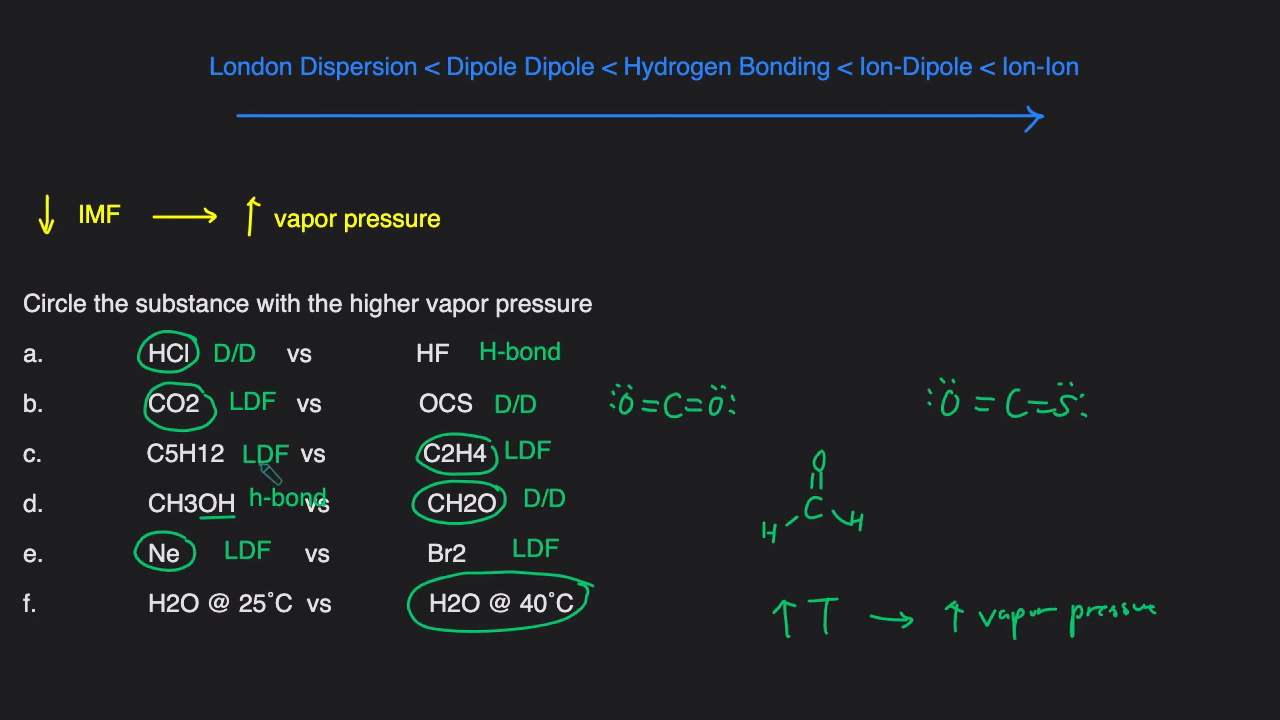 London Dispersion < Dipole Dipole < Hydrogen Bonding < Ion-Dipole < Ion-Ion
↓ IMF → ↑ vapor pressure
Circle the substance with the higher vapor pressure
a. HCl D/D vs HF H-bond
b. CO2 LDF vs OCS D/D :Ö=C=Ö: :Ö=C=S̈:
c. C5H12 LDF vs C2H4 LDF
O
d. CH3OH h-bond vs CH2O D/D C
H H
e. Ne LDF vs Br2 LDF
f. H2O @ 25°C vs H2O @ 40°C ↑ T → ↑ vapor pressure